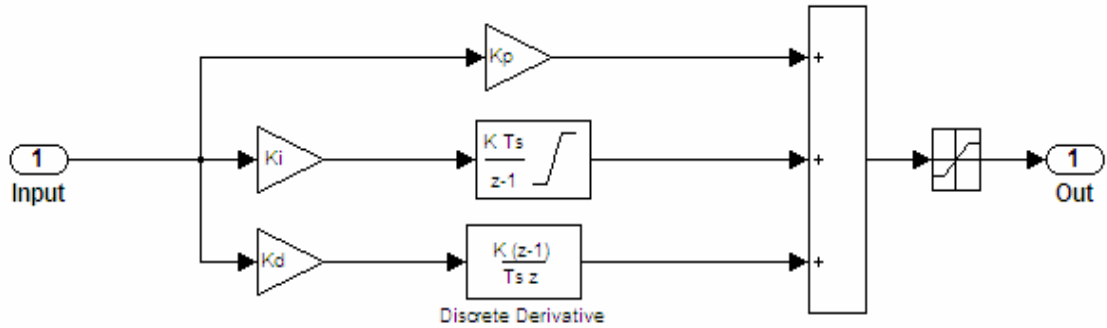 Kp
+
1
Input
Ki
K Ts
z-1
+
1
Out
Kd
K (z-1)
Ts z
+
Discrete Derivative